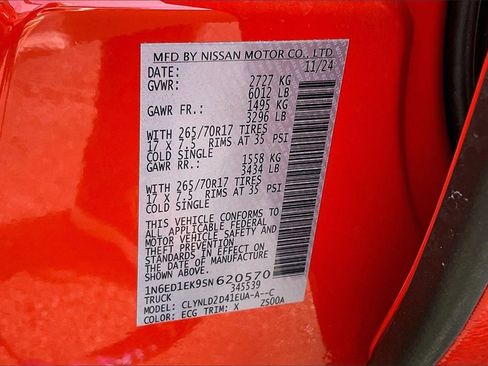 MFD BY NISSAN MOTOR CO., LTD
DATE: 11/24
GVWR: 2727 KG
6012 LB
GAWR FR.: 1495 KG
3296 LB
WITH 265/70R17 TIRES
17 X 7.5 RIMS AT 35 PSI
COLD SINGLE
GAWR RR.: 1558 KG
3434 LB
WITH 265/70R17 TIRES
17 X 7.5 RIMS AT 35 PSI
COLD SINGLE
THIS VEHICLE CONFORMS TO
ALL APPLICABLE FEDERAL
MOTOR VEHICLE SAFETY AND
THEFT PREVENTION
STANDARDS IN EFFECT ON
THE DATE OF MANUFACTURE
SHOWN ABOVE.
1N6ED1EK9SN620570
TRUCK 345539
MODEL: CLYNLD2D41EUA-A--C
COLOR: ECG TRIM: X ZS00A